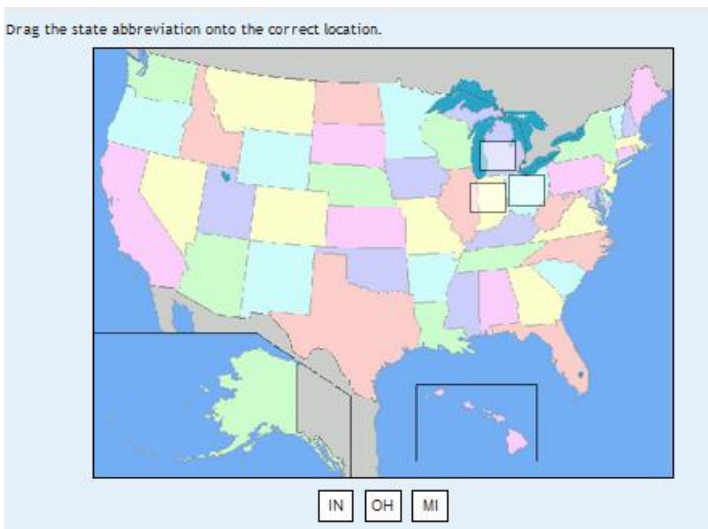 Drag the state abbreviation onto the correct location.
IN OH MI